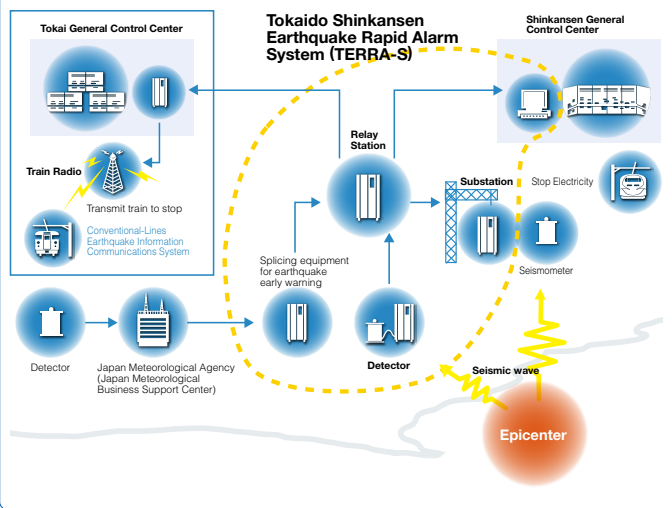 Tokai General Control Center
Tokaido Shinkansen
Earthquake Rapid Alarm
System (TERRA-S)
Shinkansen General
Control Center
Relay
Station
Train Radio
Transmit train to stop
Conventional-Lines
Earthquake Information
Communications System
Substation
Stop Electricity
Splicing equipment
for earthquake
early warning
Seismometer
Detector
Japan Meteorological Agency
(Japan Meteorological
Business Support Center)
Detector
Seismic wave
Epicenter